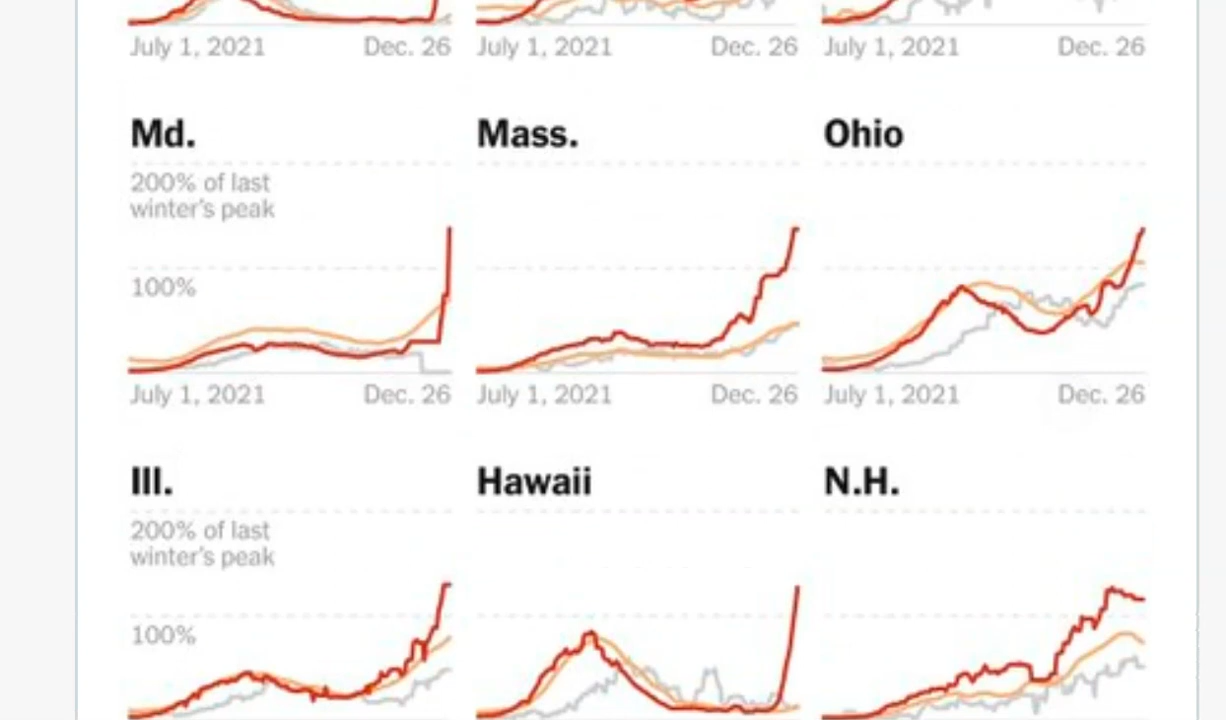 July 1, 2021 Dec. 26 July 1, 2021 Dec. 26 July 1, 2021 Dec. 26
Md. Mass. Ohio
200% of last
winter's peak
100%
July 1, 2021 Dec. 26 July 1, 2021 Dec. 26 July 1, 2021 Dec. 26
Ill. Hawaii N.H.
200% of last
winter's peak
100%